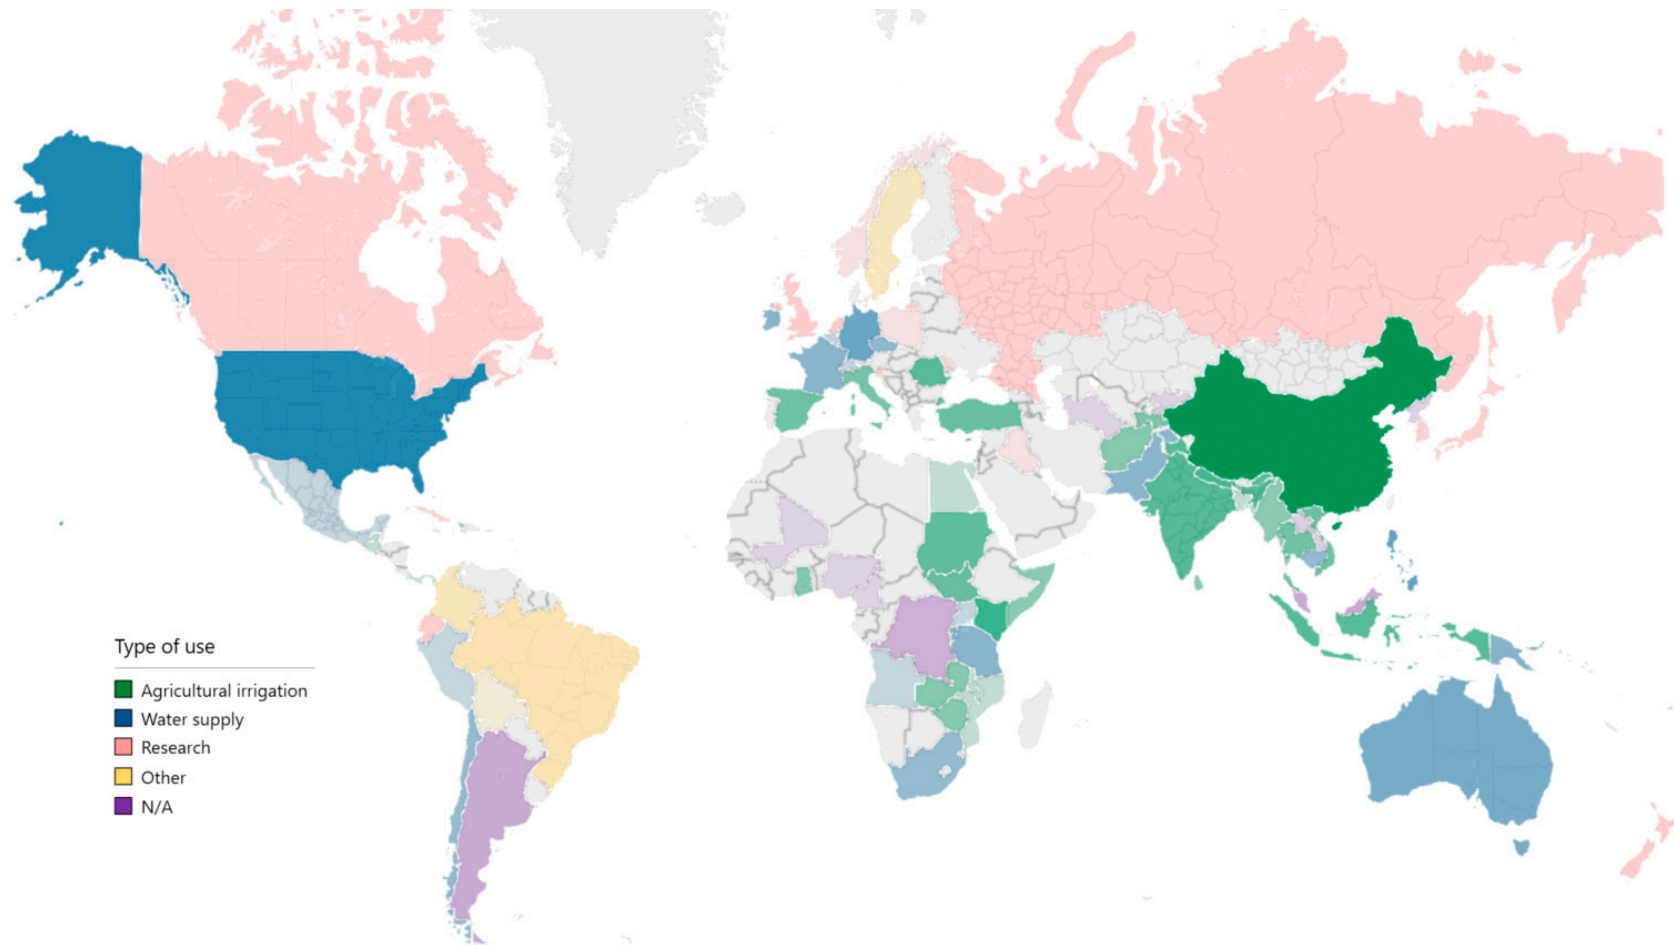 Type of use
Agricultural irrigation
Water supply
Research
Other
N/A